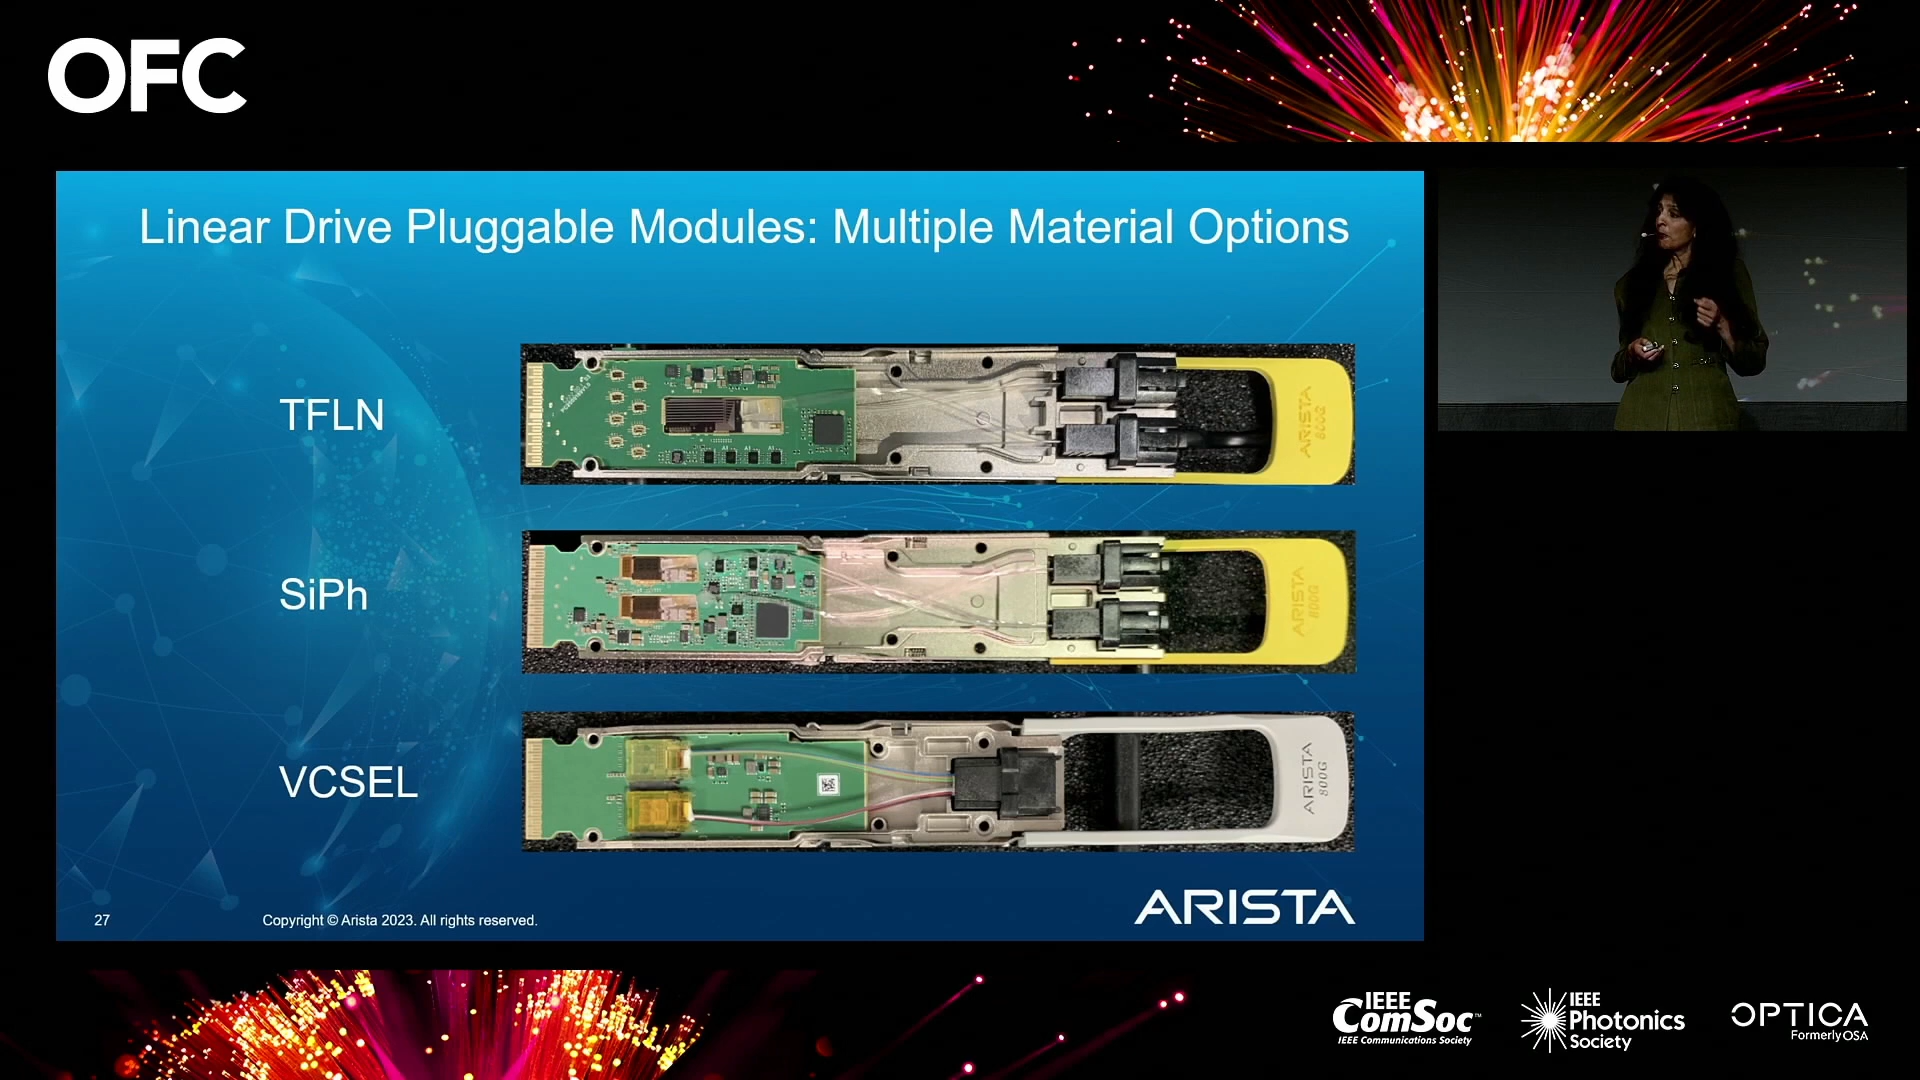 OFC
Linear Drive Pluggable Modules: Multiple Material Options
TFLN
ARISTA
800G
SiPh
ARISTA
800G
VCSEL
ARISTA
800G
27
Copyright © Arista 2023. All rights reserved.
ARISTA
IEEE
ComSoc™
IEEE Communications Society
IEEE
Photonics
Society
OPTICA
Formerly OSA